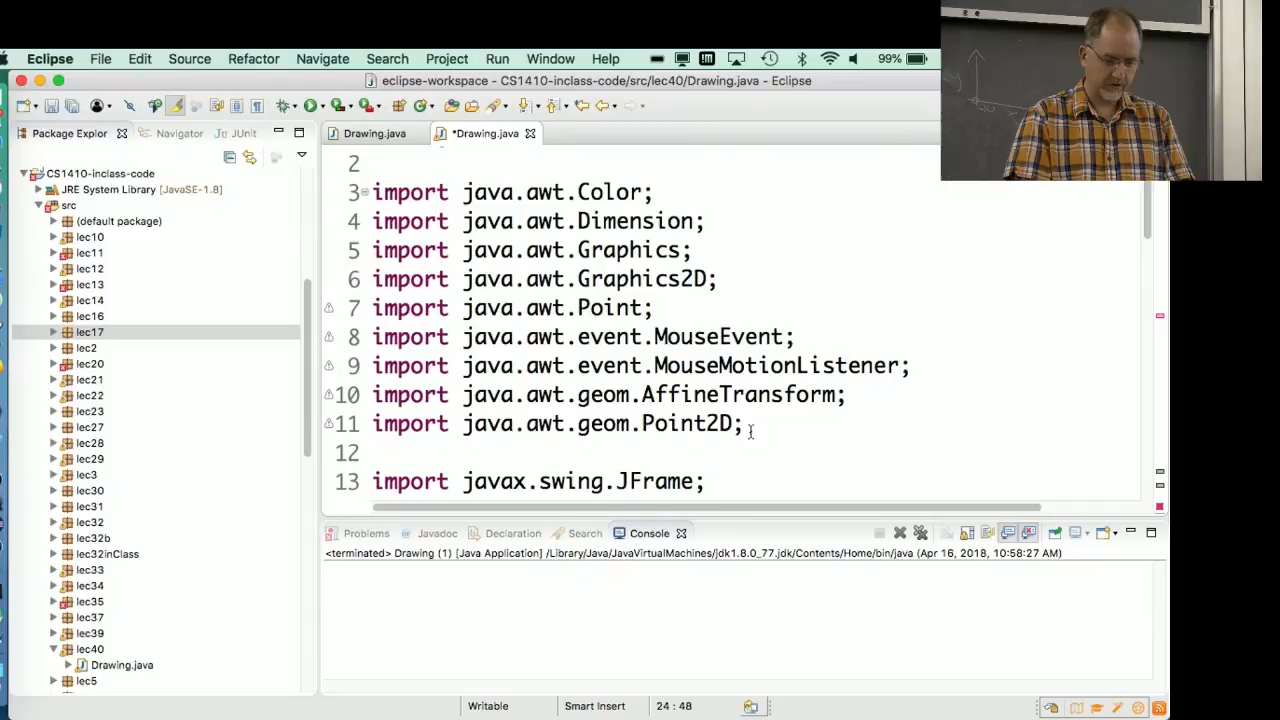 Eclipse File Edit Source Refactor Navigate Search Project Run Window Help 99%
eclipse-workspace - CS1410-inclass-code/src/lec40/Drawing.java - Eclipse
Package Explor Navigator JUnit
Drawing.java *Drawing.java
CS1410-inclass-code
JRE System Library [JavaSE-1.8]
src
(default package)
lec10
lec11
lec12
lec13
lec14
lec16
lec17
lec2
lec20
lec21
lec22
lec23
lec27
lec28
lec29
lec3
lec30
lec31
lec32
lec32b
lec32inClass
lec33
lec34
lec35
lec37
lec39
lec40
Drawing.java
lec5
2
3 import java.awt.Color;
4 import java.awt.Dimension;
5 import java.awt.Graphics;
6 import java.awt.Graphics2D;
7 import java.awt.Point;
8 import java.awt.event.MouseEvent;
9 import java.awt.event.MouseMotionListener;
10 import java.awt.geom.AffineTransform;
11 import java.awt.geom.Point2D;
12
13 import javax.swing.JFrame;
Problems Javadoc Declaration Search Console
<terminated> Drawing (1) [Java Application] /Library/Java/JavaVirtualMachines/jdk1.8.0_77.jdk/Contents/Home/bin/java (Apr 16, 2018, 10:58:27 AM)
Writable Smart Insert 24 : 48